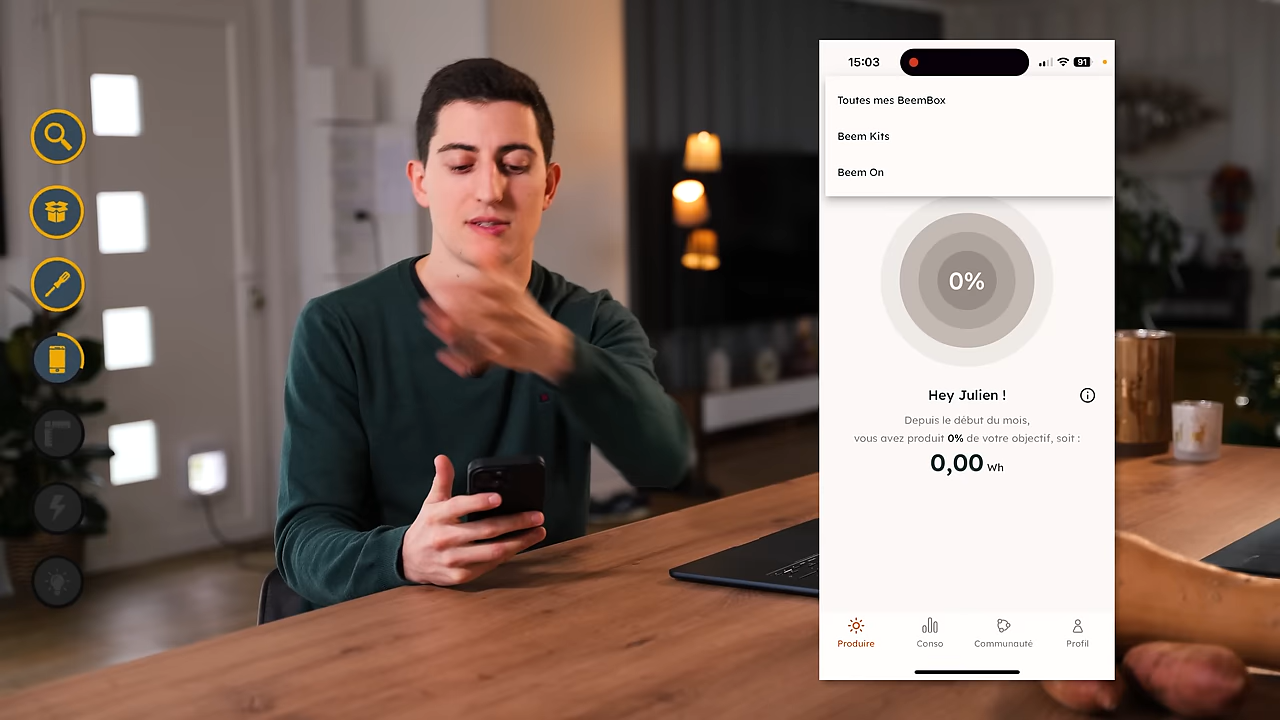 15:03
91
Toutes mes BeemBox
Beem Kits
Beem On
0%
Hey Julien !
Depuis le début du mois,
vous avez produit 0% de votre objectif, soit :
0,00 Wh
Produire
Conso
Communauté
Profil